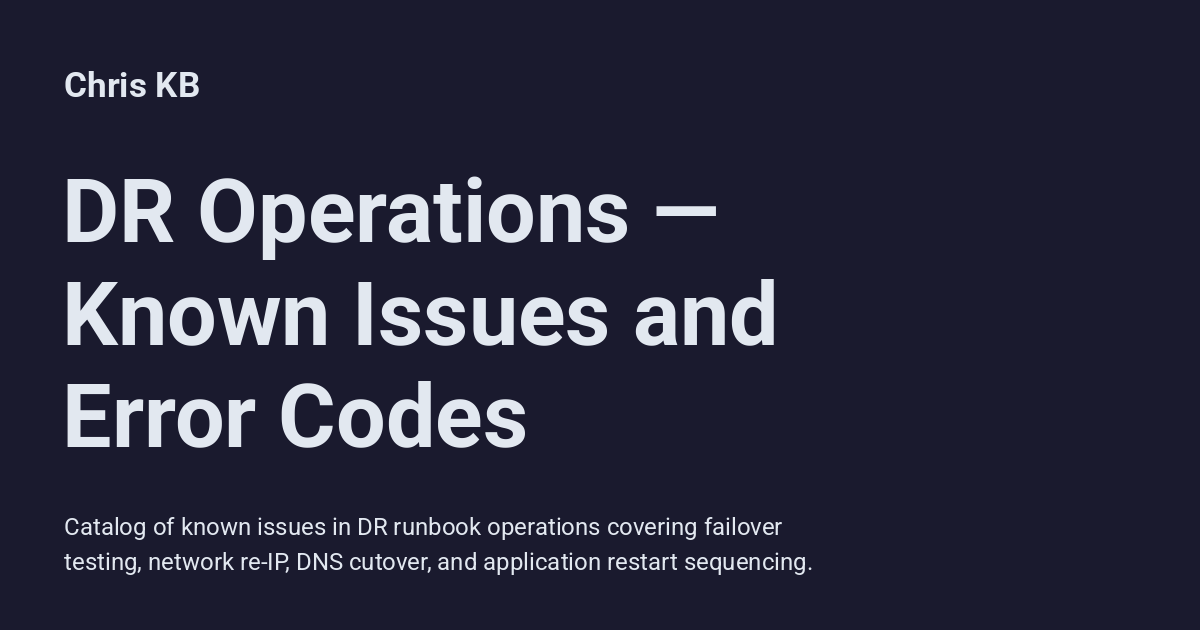 Chris KB
DR Operations —
Known Issues and
Error Codes
Catalog of known issues in DR runbook operations covering failover
testing, network re-IP, DNS cutover, and application restart sequencing.